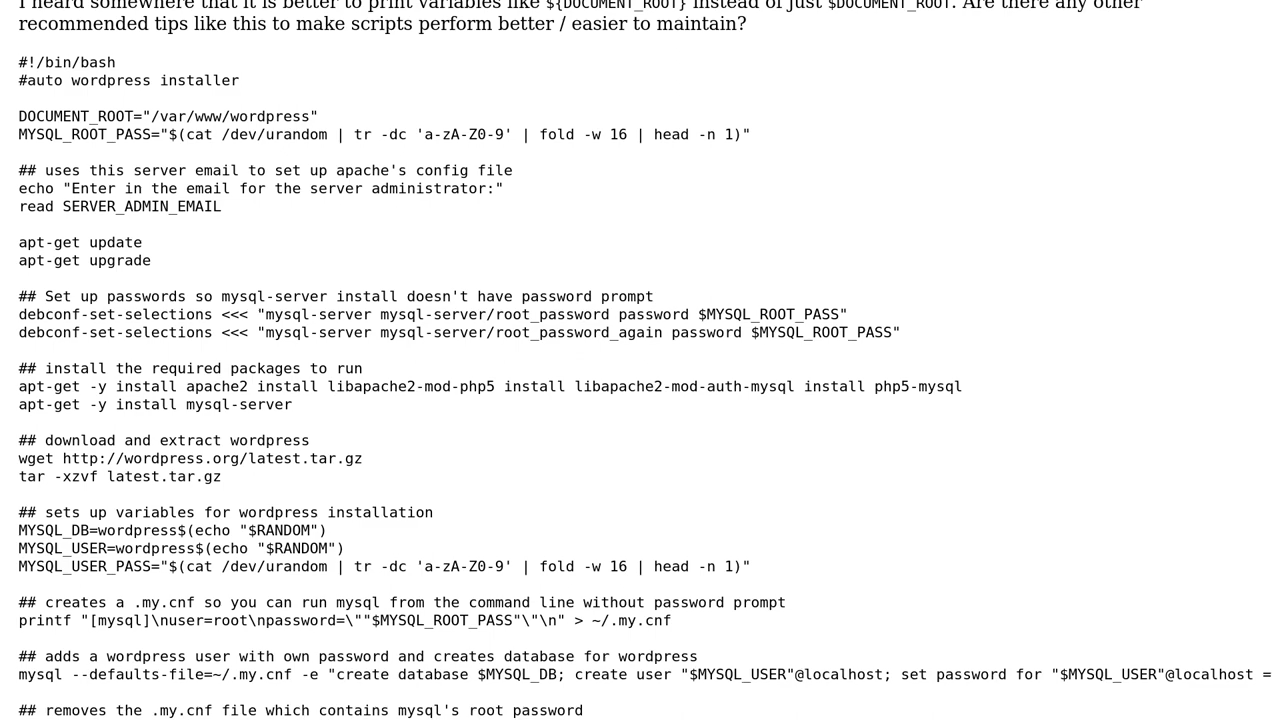 I heard somewhere that it is better to print variables like ${DOCUMENT_ROOT} instead of just $DOCUMENT_ROOT. Are there any other
recommended tips like this to make scripts perform better / easier to maintain?
#!/bin/bash
#auto wordpress installer
DOCUMENT_ROOT="/var/www/wordpress"
MYSQL_ROOT_PASS="$(cat /dev/urandom | tr -dc 'a-zA-Z0-9' | fold -w 16 | head -n 1)"
## uses this server email to set up apache's config file
echo "Enter in the email for the server administrator:"
read SERVER_ADMIN_EMAIL
apt-get update
apt-get upgrade
## Set up passwords so mysql-server install doesn't have password prompt
debconf-set-selections <<< "mysql-server mysql-server/root_password password $MYSQL_ROOT_PASS"
debconf-set-selections <<< "mysql-server mysql-server/root_password_again password $MYSQL_ROOT_PASS"
## install the required packages to run
apt-get -y install apache2 install libapache2-mod-php5 install libapache2-mod-auth-mysql install php5-mysql
apt-get -y install mysql-server
## download and extract wordpress
wget http://wordpress.org/latest.tar.gz
tar -xzvf latest.tar.gz
## sets up variables for wordpress installation
MYSQL_DB=wordpress$(echo "$RANDOM")
MYSQL_USER=wordpress$(echo "$RANDOM")
MYSQL_USER_PASS="$(cat /dev/urandom | tr -dc 'a-zA-Z0-9' | fold -w 16 | head -n 1)"
## creates a .my.cnf so you can run mysql from the command line without password prompt
printf "[mysql]\nuser=root\npassword=\""$MYSQL_ROOT_PASS"\"\n" > ~/.my.cnf
## adds a wordpress user with own password and creates database for wordpress
mysql --defaults-file=~/.my.cnf -e "create database $MYSQL_DB; create user "$MYSQL_USER"@localhost; set password for "$MYSQL_USER"@localhost =
## removes the .my.cnf file which contains mysql's root password